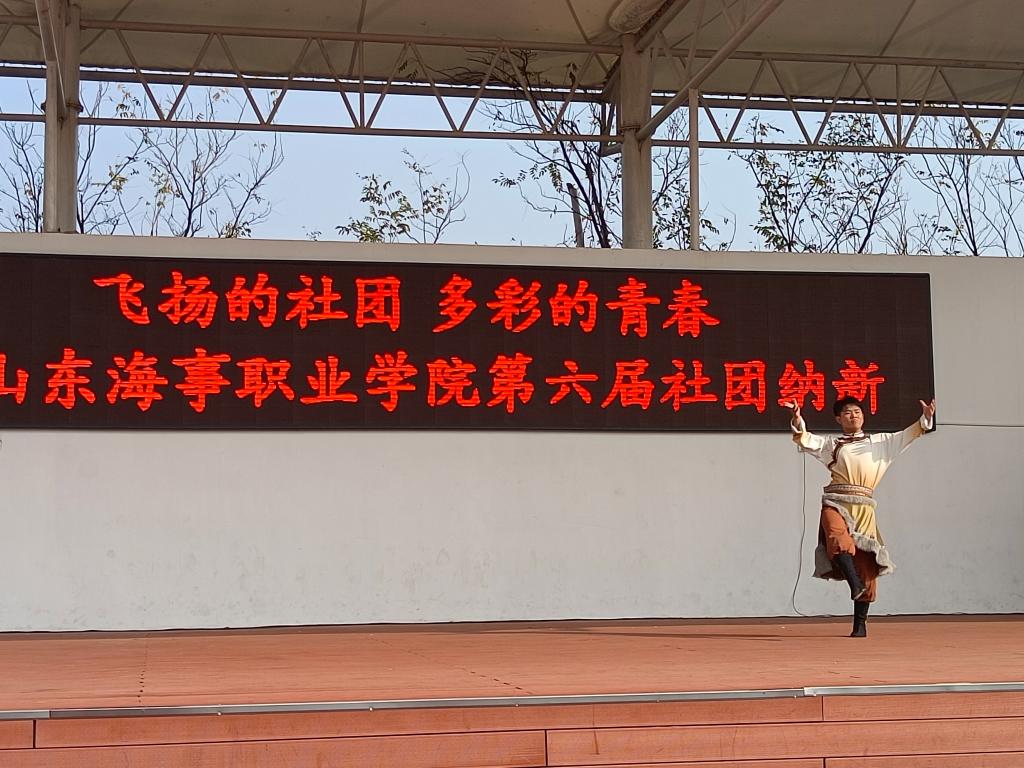 飞扬的社团 多彩的青春
山东海事职业学院第六届社团纳新